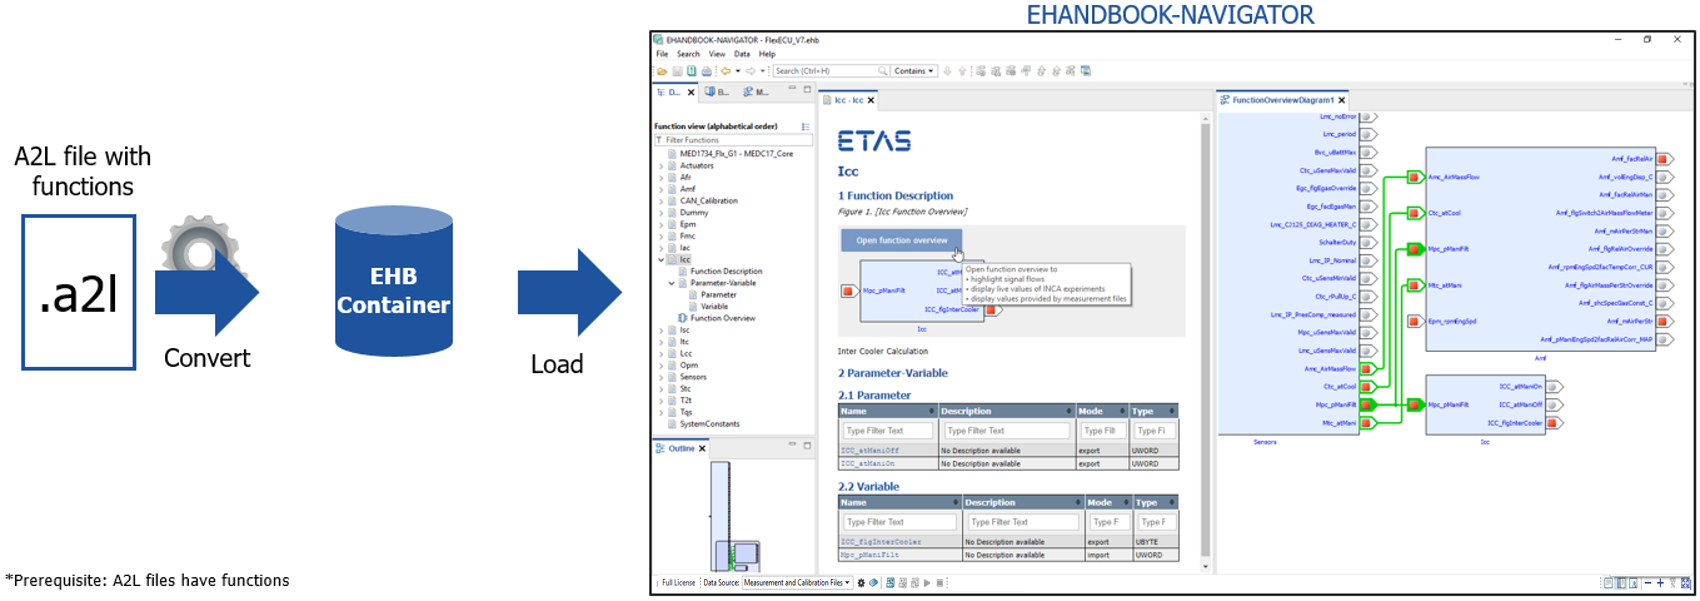 EHANDBOOK-NAVIGATOR
A2L file with
functions
.a2l
Convert
EHB
Container
Load
*Prerequisite: A2L files have functions
EHANDBOOK-NAVIGATOR - FlexECU_V7.ehb
File Search View Data Help
Search (Ctrl+H)
Contains
D...
B...
M...
Function view (alphabetical order)
Filter Functions
MED1734_Flx_G1 - MEDC17_Core
Actuators
Afr
Amf
CAN_Calibration
Dummy
Epm
Fmc
Iac
Icc
Function Description
Parameter-Variable
Parameter
Variable
Function Overview
Isc
Itc
Lcc
Opm
Sensors
Stc
T2t
Tqs
SystemConstants
Outline
Icc - Icc
ETAS
Icc
1 Function Description
Figure 1. [Icc Function Overview]
Open function overview
Mpc_pManiFilt
ICC_atM
ICC_atM
ICC_flgInterCooler
Icc
Open function overview to
• highlight signal flows
• display live values of INCA experiments
• display values provided by measurement files
Inter Cooler Calculation
2 Parameter-Variable
2.1 Parameter
Name Description Mode Type
Type Filter Text Type Filter Text Type Filt Type Fi
ICC_atManiOff No Description available export UWORD
ICC_atManiOn No Description available export UWORD
2.2 Variable
Name Description Mode Type
Type Filter Text Type Filter Text Type F Type f
ICC_flgInterCooler No Description available export UBYTE
Mpc_pManiFilt No Description available import UWORD
FunctionOverviewDiagram1
Lmc_noError
Lmc_period
Bvc_uBattMax
Ctc_uSensMaxValid
Egc_flgEgasOverride
Egc_facEgasMan
Lmc_CJ125_DIAG_HEATER_C
SchalterDuty
Lmc_IP_Nominal
Ctc_uSensMinValid
Ctc_rPullUp_C
Lmc_IP_PresComp_measured
Mpc_uSensMaxValid
Lmc_uSensMaxValid
Amc_AirMassFlow
Ctc_atCool
Mpc_pManiFilt
Mtc_atMani
Sensors
Amc_AirMassFlow
Ctc_atCool
Mpc_pManiFilt
Mtc_atMani
Epm_rpmEngSpd
Amf_facRelAir
Amf_volEngDisp_C
Amf_facRelAirMan
Amf_flgSwitch2AirMassFlowMeter
Amf_mAirPerStrMan
Amf_flgRelAirOverride
Amf_rpmEngSpd2facTempCorr_CUR
Amf_flgAirMassPerStrOverride
Amf_shcSpecGasConst_C
Amf_mAirPerStr
Amf_pManiEngSpd2facRelAirCorr_MAP
Amf
Mpc_pManiFilt
ICC_atManiOn
ICC_atManiOff
ICC_flgInterCooler
Icc
Full License Data Source: Measurement and Calibration Files